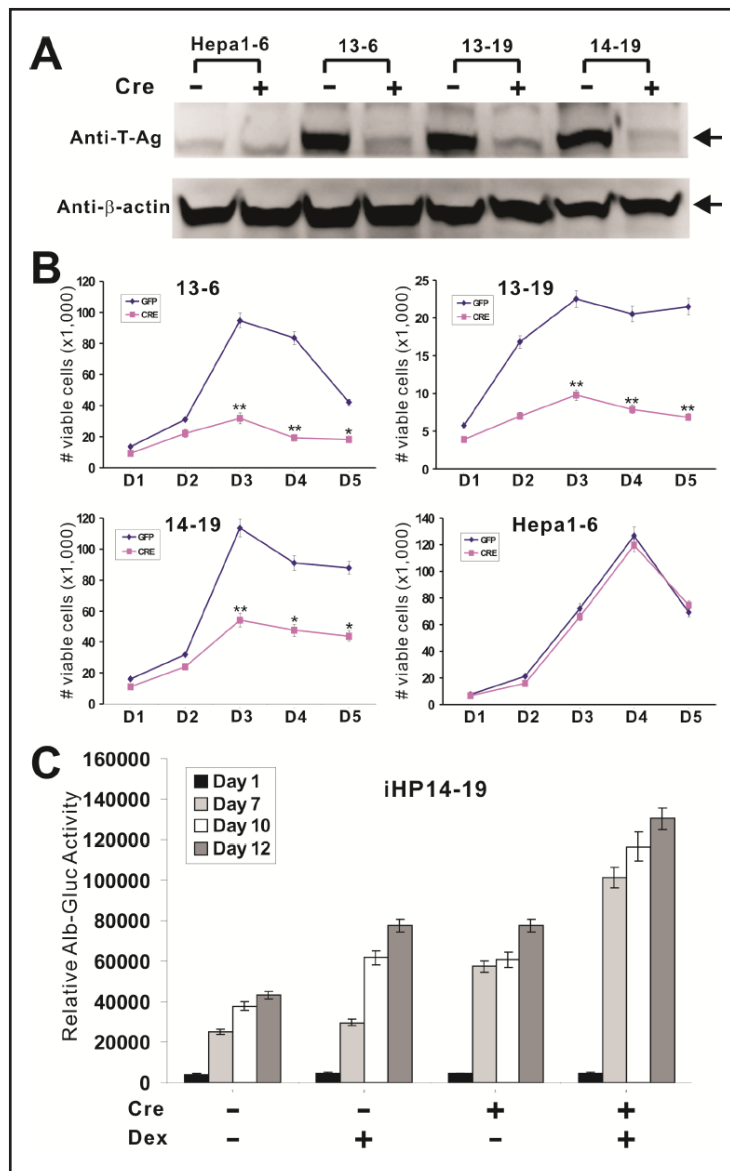 A
Hepa1-6 13-6 13-19 14-19
Cre - + - + - + - +
Anti-T-Ag
Anti-β-actin
B
13-6
GFP
CRE
# viable cells (x1,000)
120
100
80
60
40
20
0
** ** *
D1 D2 D3 D4 D5
13-19
GFP
CRE
# viable cells (x1,000)
25
20
15
10
5
0
** ** **
D1 D2 D3 D4 D5
14-19
GFP
CRE
# viable cells (x1,000)
120
100
80
60
40
20
0
** * *
D1 D2 D3 D4 D5
Hepa1-6
GFP
CRE
# viable cells (x1,000)
140
120
100
80
60
40
20
0
D1 D2 D3 D4 D5
C
iHP14-19
Day 1
Day 7
Day 10
Day 12
Relative Alb-Gluc Activity
160000
140000
120000
100000
80000
60000
40000
20000
0
Cre - - + +
Dex - + - +